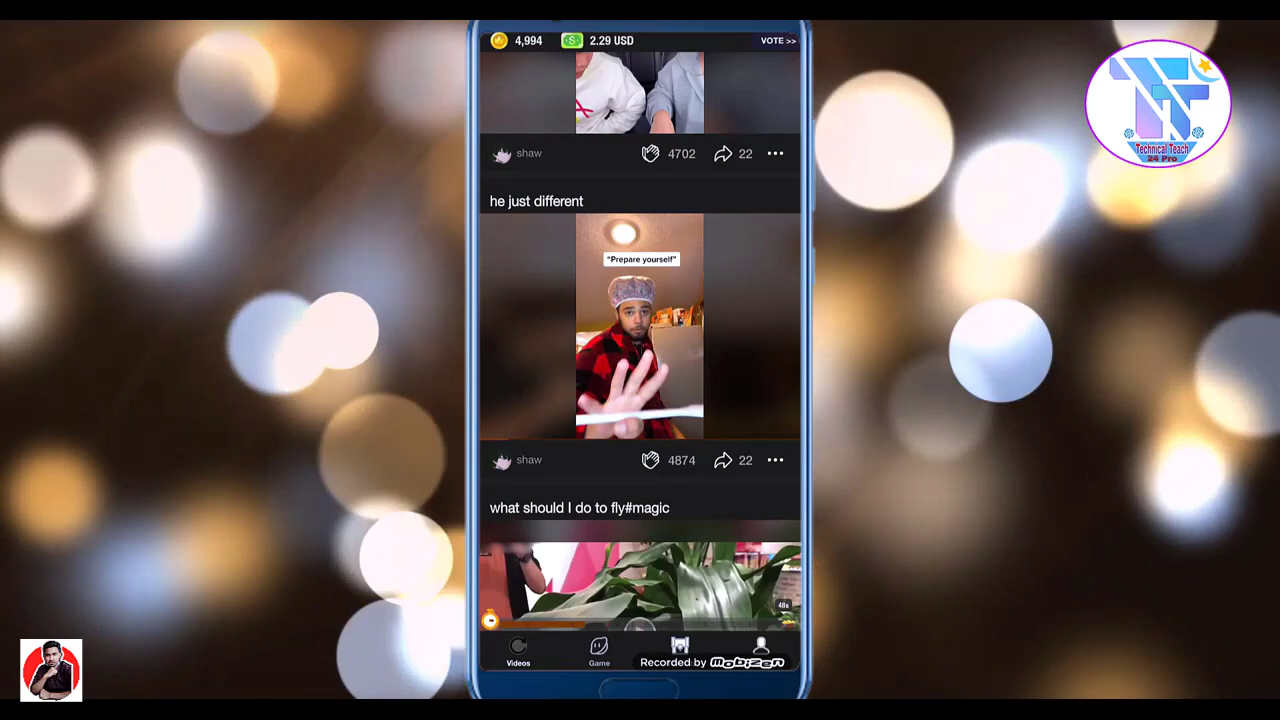 4,994
2.29 USD
VOTE >>
shaw
4702
22
he just different
"Prepare yourself"
shaw
4874
22
what should I do to fly#magic
48s
Videos
Game
Recorded by mobizen
Technical Teach
24 Pro